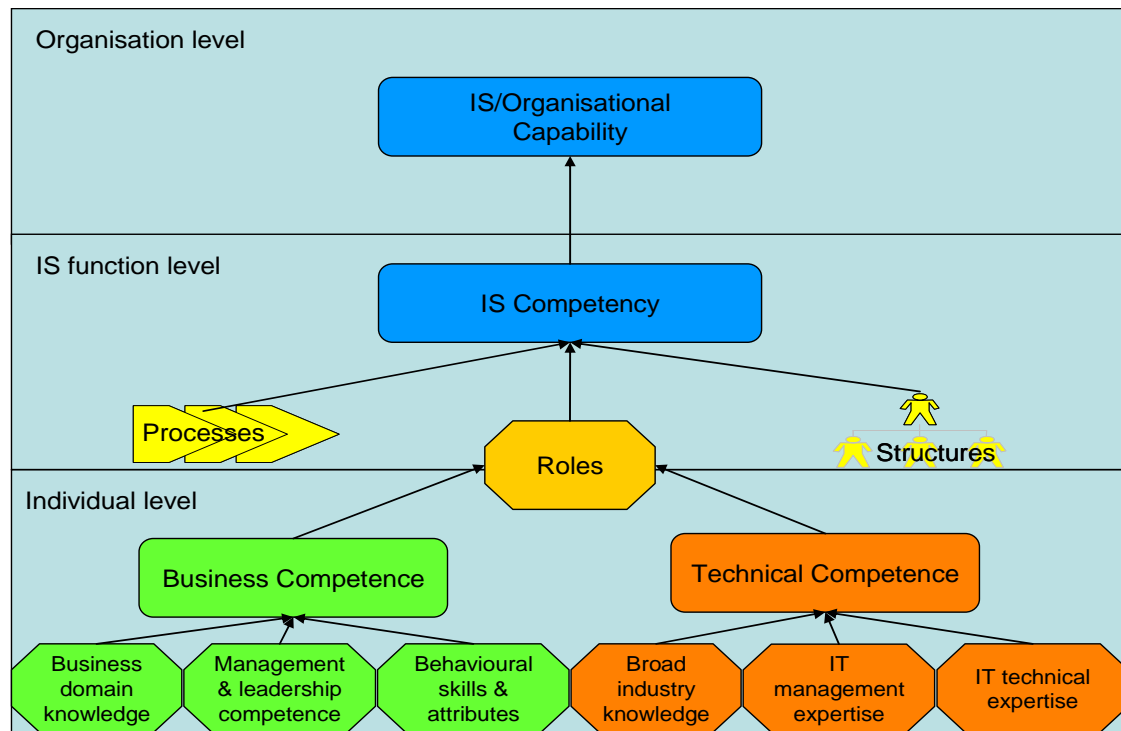 Organisation level
IS/Organisational
Capability
IS function level
IS Competency
Processes
Roles
Structures
Individual level
Business Competence
Technical Competence
Business
domain
knowledge
Management
& leadership
competence
Behavioural
skills &
attributes
Broad
industry
knowledge
IT
management
expertise
IT technical
expertise